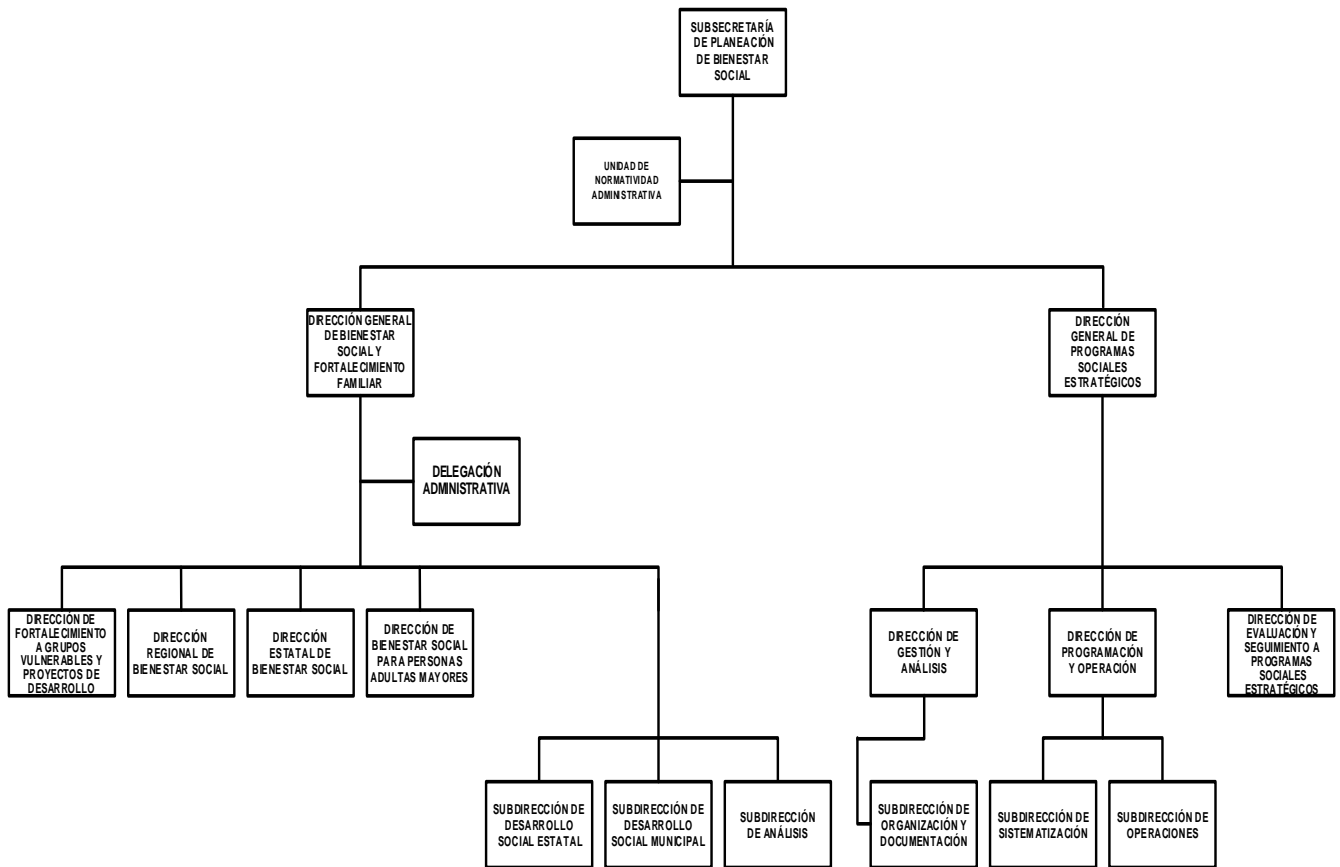 SUBSECRETARÍA
DE PLANEACIÓN
DE BIENESTAR
SOCIAL
UNIDAD DE
NORMATIVIDAD
ADMINISTRATIVA
DIRECCIÓN GENERAL
DE BIENESTAR
SOCIAL Y
FORTALECIMIENTO
FAMILIAR
DIRECCIÓN
GENERAL DE
PROGRAMAS
SOCIALES
ESTRATÉGICOS
DELEGACIÓN
ADMINISTRATIVA
DIRECCIÓN DE
FORTALECIMIENTO
A GRUPOS
VULNERABLES Y
PROYECTOS DE
DESARROLLO
DIRECCIÓN
REGIONAL DE
BIENESTAR SOCIAL
DIRECCIÓN
ESTATAL DE
BIENESTAR SOCIAL
DIRECCIÓN DE
BIENESTAR SOCIAL
PARA PERSONAS
ADULTAS MAYORES
DIRECCIÓN DE
GESTIÓN Y
ANÁLISIS
DIRECCIÓN DE
PROGRAMACIÓN
Y OPERACIÓN
DIRECCIÓN DE
EVALUACIÓN Y
SEGUIMIENTO A
PROGRAMAS
SOCIALES
ESTRATÉGICOS
SUBDIRECCIÓN DE
DESARROLLO
SOCIAL ESTATAL
SUBDIRECCIÓN DE
DESARROLLO
SOCIAL MUNICIPAL
SUBDIRECCIÓN
DE ANÁLISIS
SUBDIRECCIÓN DE
ORGANIZACIÓN Y
DOCUMENTACIÓN
SUBDIRECCIÓN DE
SISTEMATIZACIÓN
SUBDIRECCIÓN DE
OPERACIONES